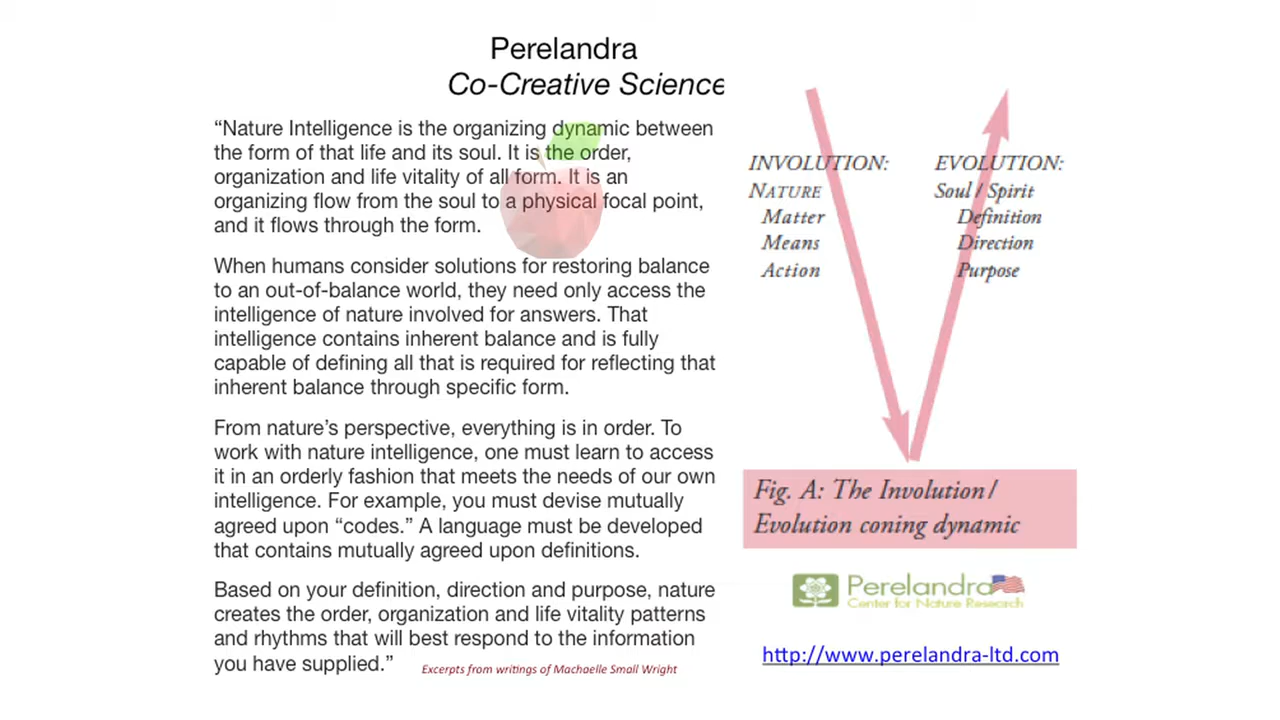 Perelandra
Co-Creative Science
“Nature Intelligence is the organizing dynamic between
the form of that life and its soul. It is the order,
organization and life vitality of all form. It is an
organizing flow from the soul to a physical focal point,
and it flows through the form.
When humans consider solutions for restoring balance
to an out-of-balance world, they need only access the
intelligence of nature involved for answers. That
intelligence contains inherent balance and is fully
capable of defining all that is required for reflecting that
inherent balance through specific form.
From nature’s perspective, everything is in order. To
work with nature intelligence, one must learn to access
it in an orderly fashion that meets the needs of our own
intelligence. For example, you must devise mutually
agreed upon “codes.” A language must be developed
that contains mutually agreed upon definitions.
Based on your definition, direction and purpose, nature
creates the order, organization and life vitality patterns
and rhythms that will best respond to the information
you have supplied.”
Excerpts from writings of Machaelle Small Wright
INVOLUTION:
NATURE
Matter
Means
Action
EVOLUTION:
Soul / Spirit
Definition
Direction
Purpose
Fig. A: The Involution/
Evolution coning dynamic
Perelandra
Center for Nature Research
http://www.perelandra-ltd.com